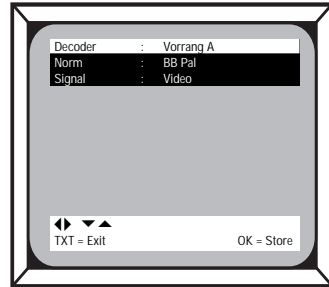 Decoder : Vorrang A
Norm : BB Pal
Signal : Video
TXT = Exit OK = Store